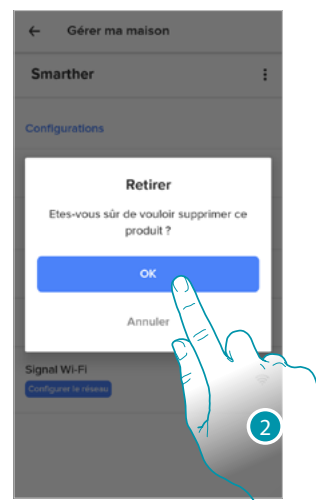 Gérer ma maison
Smarther
Configurations
Retirer
Etes-vous sûr de vouloir supprimer ce
produit ?
OK
Annuler
Signal Wi-Fi
Configurer le réseau
2